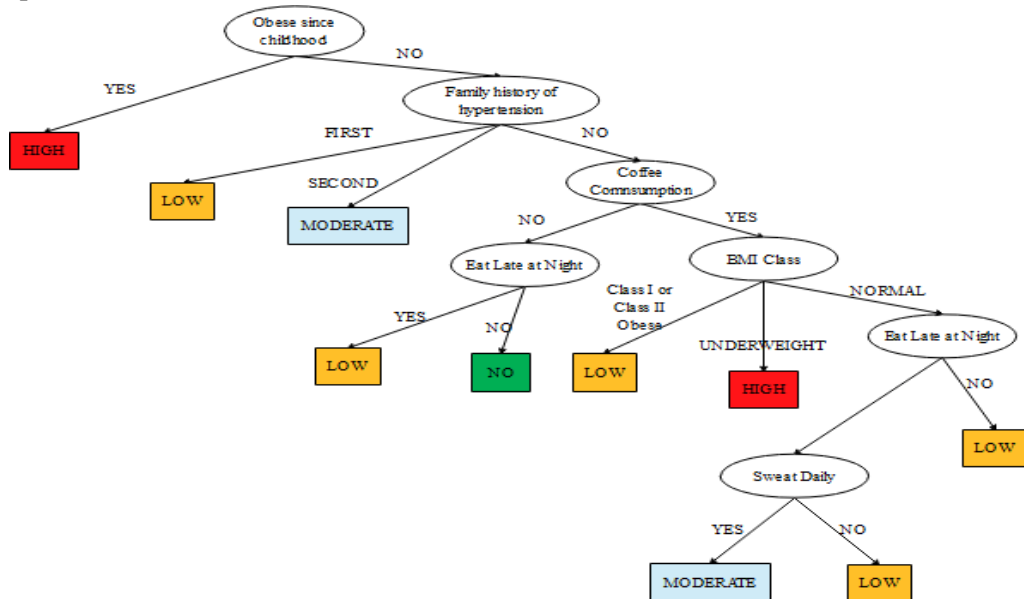 Obese since
childhood
NO
YES
Family history of
hypertension
HIGH
FIRST
NO
SECOND
LOW
MODERATE
Coffee
Comnsumption
NO
YES
Eat Late at Night
BMI Class
YES
NO
Class I or
Class II
Obese
UNDERWEIGHT
NORMAL
LOW
NO
LOW
HIGH
Eat Late at Night
NO
LOW
Sweat Daily
YES
NO
MODERATE
LOW